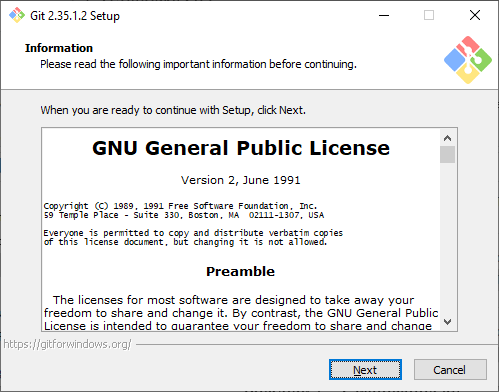 Git 2.35.1.2 Setup
Information
Please read the following important information before continuing.
When you are ready to continue with Setup, click Next.
GNU General Public License
Version 2, June 1991
Copyright (C) 1989, 1991 Free Software Foundation, Inc.
59 Temple Place - Suite 330, Boston, MA  02111-1307, USA
Everyone is permitted to copy and distribute verbatim copies
of this license document, but changing it is not allowed.
Preamble
The licenses for most software are designed to take away your
freedom to share and change it. By contrast, the GNU General Public
License is intended to guarantee your freedom to share and change
https://gitforwindows.org/
Next
Cancel